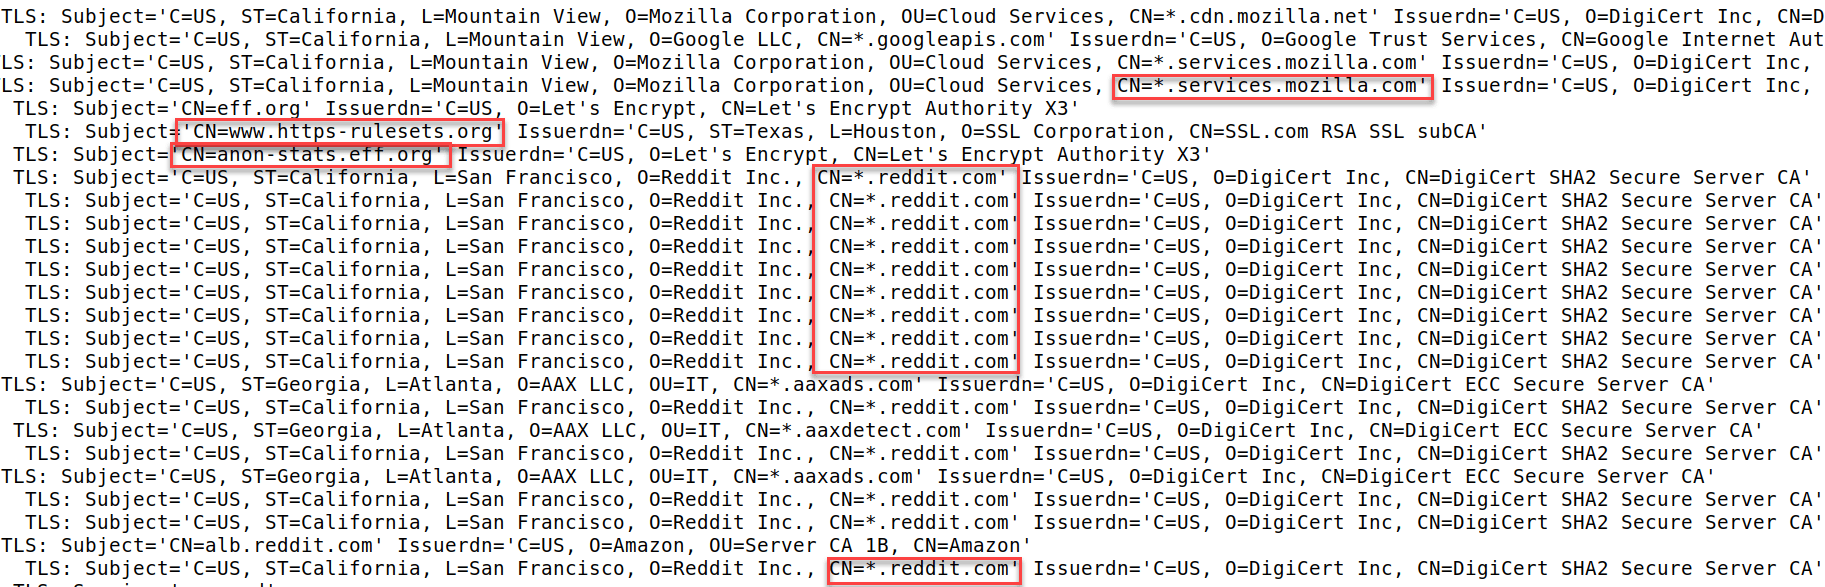 TLS: Subject='C=US, ST=California, L=Mountain View, O=Mozilla Corporation, OU=Cloud Services, CN=*.cdn.mozilla.net' Issuerdn='C=US, O=DigiCert Inc, CN=D
TLS: Subject='C=US, ST=California, L=Mountain View, O=Google LLC, CN=*.googleapis.com' Issuerdn='C=US, O=Google Trust Services, CN=Google Internet Aut
LS: Subject='C=US, ST=California, L=Mountain View, O=Mozilla Corporation, OU=Cloud Services, CN=*.services.mozilla.com' Issuerdn='C=US, O=DigiCert Inc,
LS: Subject='C=US, ST=California, L=Mountain View, O=Mozilla Corporation, OU=Cloud Services, CN=*.services.mozilla.com' Issuerdn='C=US, O=DigiCert Inc,
TLS: Subject='CN=eff.org' Issuerdn='C=US, O=Let's Encrypt, CN=Let's Encrypt Authority X3'
TLS: Subject='CN=www.https-rulesets.org' Issuerdn='C=US, ST=Texas, L=Houston, O=SSL Corporation, CN=SSL.com RSA SSL subCA'
TLS: Subject='CN=anon-stats.eff.org' Issuerdn='C=US, O=Let's Encrypt, CN=Let's Encrypt Authority X3'
TLS: Subject='C=US, ST=California, L=San Francisco, O=Reddit Inc., CN=*.reddit.com' Issuerdn='C=US, O=DigiCert Inc, CN=DigiCert SHA2 Secure Server CA'
TLS: Subject='C=US, ST=California, L=San Francisco, O=Reddit Inc., CN=*.reddit.com' Issuerdn='C=US, O=DigiCert Inc, CN=DigiCert SHA2 Secure Server CA'
TLS: Subject='C=US, ST=California, L=San Francisco, O=Reddit Inc., CN=*.reddit.com' Issuerdn='C=US, O=DigiCert Inc, CN=DigiCert SHA2 Secure Server CA'
TLS: Subject='C=US, ST=California, L=San Francisco, O=Reddit Inc., CN=*.reddit.com' Issuerdn='C=US, O=DigiCert Inc, CN=DigiCert SHA2 Secure Server CA'
TLS: Subject='C=US, ST=California, L=San Francisco, O=Reddit Inc., CN=*.reddit.com' Issuerdn='C=US, O=DigiCert Inc, CN=DigiCert SHA2 Secure Server CA'
TLS: Subject='C=US, ST=California, L=San Francisco, O=Reddit Inc., CN=*.reddit.com' Issuerdn='C=US, O=DigiCert Inc, CN=DigiCert SHA2 Secure Server CA'
TLS: Subject='C=US, ST=California, L=San Francisco, O=Reddit Inc., CN=*.reddit.com' Issuerdn='C=US, O=DigiCert Inc, CN=DigiCert SHA2 Secure Server CA'
TLS: Subject='C=US, ST=California, L=San Francisco, O=Reddit Inc., CN=*.reddit.com' Issuerdn='C=US, O=DigiCert Inc, CN=DigiCert SHA2 Secure Server CA'
TLS: Subject='C=US, ST=California, L=San Francisco, O=Reddit Inc., CN=*.reddit.com' Issuerdn='C=US, O=DigiCert Inc, CN=DigiCert SHA2 Secure Server CA'
TLS: Subject='C=US, ST=Georgia, L=Atlanta, O=AAX LLC, OU=IT, CN=*.aaxads.com' Issuerdn='C=US, O=DigiCert Inc, CN=DigiCert ECC Secure Server CA'
TLS: Subject='C=US, ST=California, L=San Francisco, O=Reddit Inc., CN=*.reddit.com' Issuerdn='C=US, O=DigiCert Inc, CN=DigiCert SHA2 Secure Server CA'
TLS: Subject='C=US, ST=Georgia, L=Atlanta, O=AAX LLC, OU=IT, CN=*.aaxdetect.com' Issuerdn='C=US, O=DigiCert Inc, CN=DigiCert ECC Secure Server CA'
TLS: Subject='C=US, ST=California, L=San Francisco, O=Reddit Inc., CN=*.reddit.com' Issuerdn='C=US, O=DigiCert Inc, CN=DigiCert SHA2 Secure Server CA'
TLS: Subject='C=US, ST=Georgia, L=Atlanta, O=AAX LLC, OU=IT, CN=*.aaxads.com' Issuerdn='C=US, O=DigiCert Inc, CN=DigiCert ECC Secure Server CA'
TLS: Subject='C=US, ST=California, L=San Francisco, O=Reddit Inc., CN=*.reddit.com' Issuerdn='C=US, O=DigiCert Inc, CN=DigiCert SHA2 Secure Server CA'
TLS: Subject='C=US, ST=California, L=San Francisco, O=Reddit Inc., CN=*.reddit.com' Issuerdn='C=US, O=DigiCert Inc, CN=DigiCert SHA2 Secure Server CA'
TLS: Subject='CN=alb.reddit.com' Issuerdn='C=US, O=Amazon, OU=Server CA 1B, CN=Amazon'
TLS: Subject='C=US, ST=California, L=San Francisco, O=Reddit Inc., CN=*.reddit.com' Issuerdn='C=US, O=DigiCert Inc, CN=DigiCert SHA2 Secure Server CA'